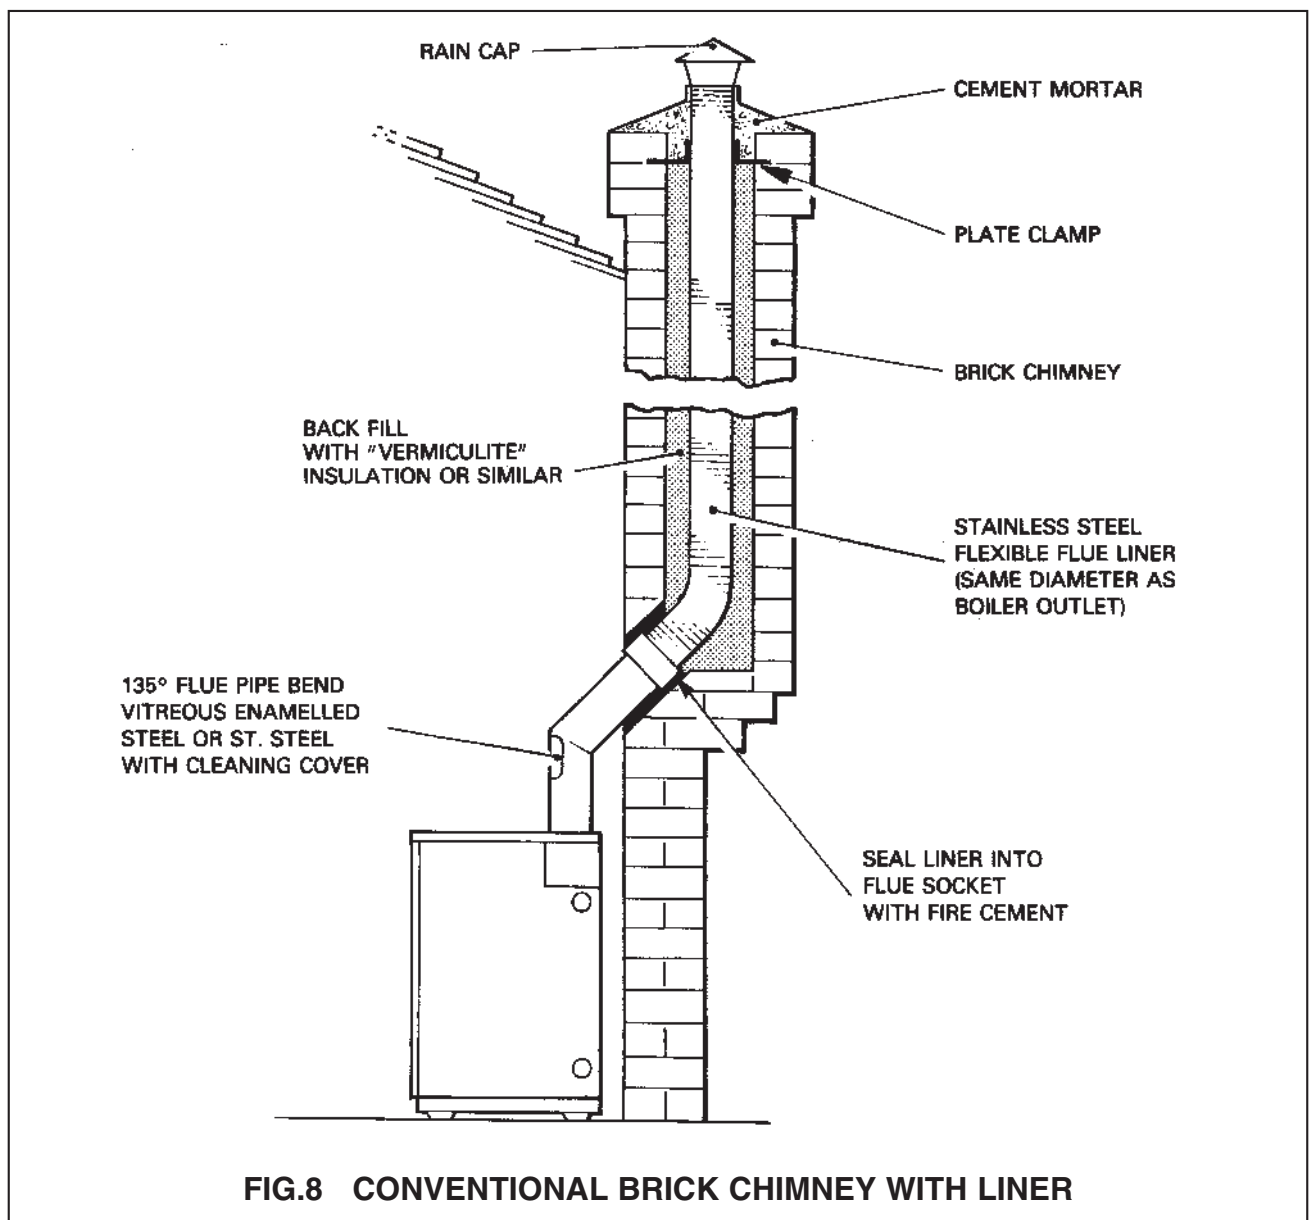 RAIN CAP
CEMENT MORTAR
PLATE CLAMP
BRICK CHIMNEY
BACK FILL
WITH "VERMICULITE"
INSULATION OR SIMILAR
STAINLESS STEEL
FLEXIBLE FLUE LINER
(SAME DIAMETER AS
BOILER OUTLET)
135° FLUE PIPE BEND
VITREOUS ENAMELLED
STEEL OR ST. STEEL
WITH CLEANING COVER
SEAL LINER INTO
FLUE SOCKET
WITH FIRE CEMENT
FIG.8 CONVENTIONAL BRICK CHIMNEY WITH LINER